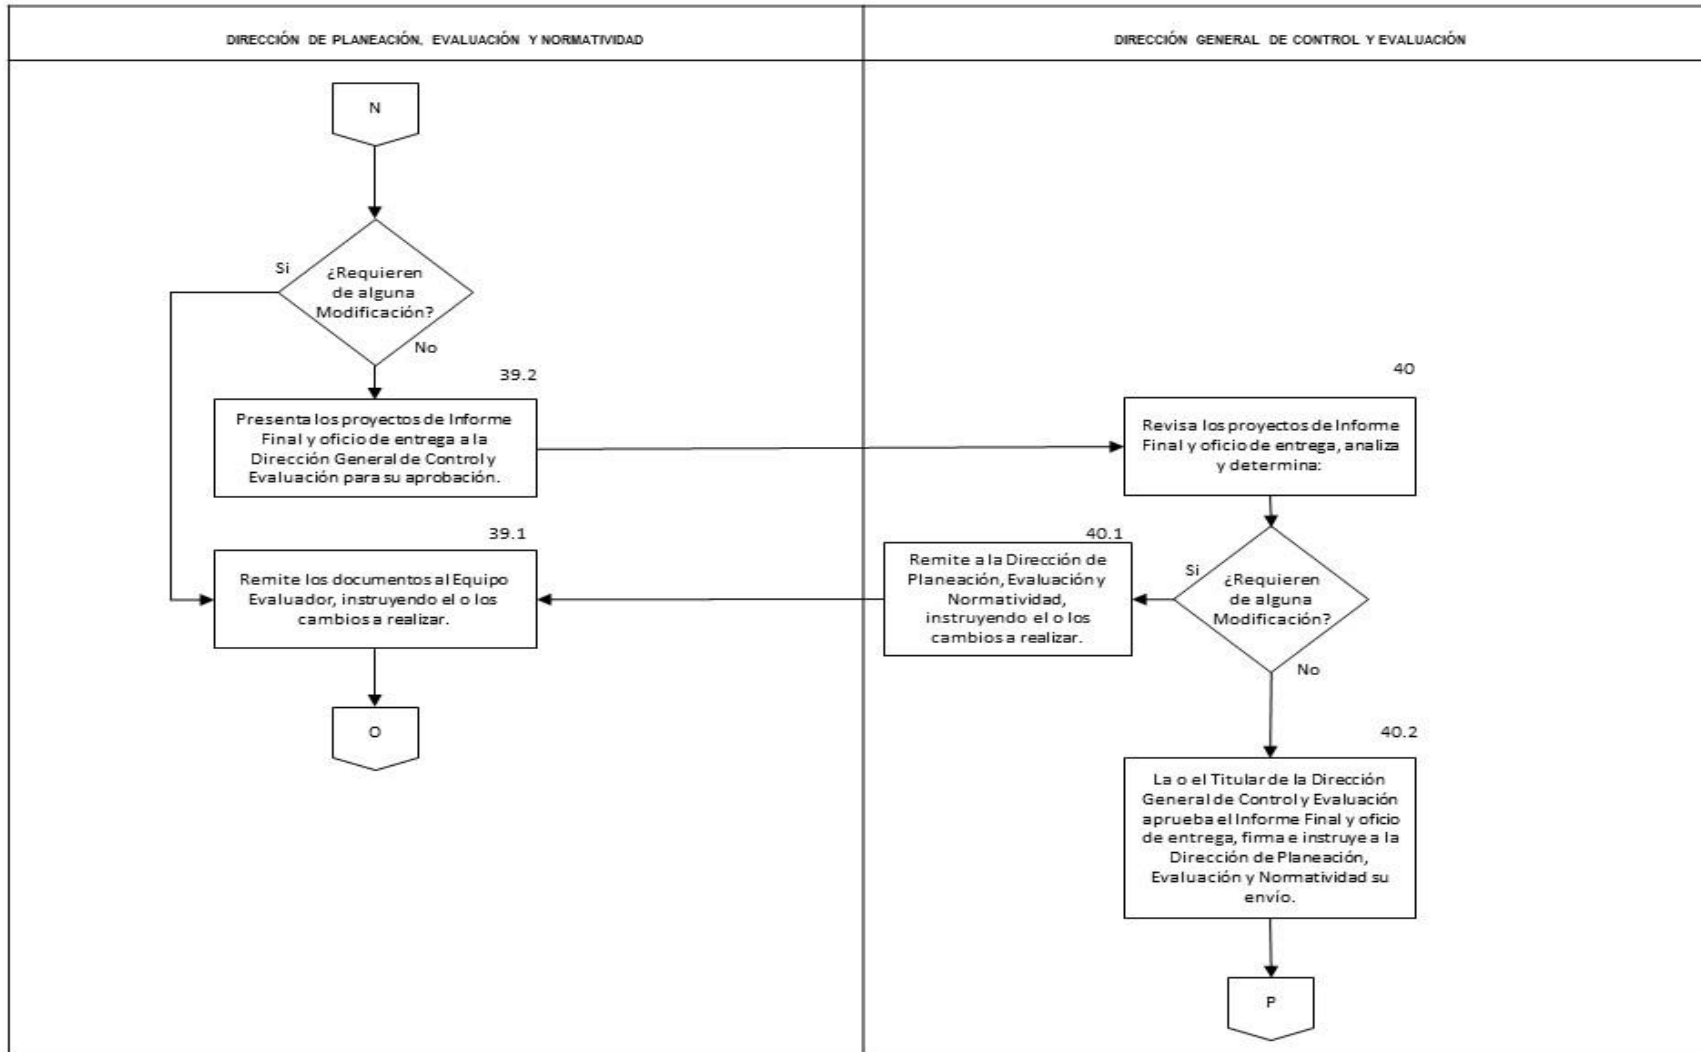 DIRECCIÓN DE PLANEACIÓN, EVALUACIÓN Y NORMATIVIDAD
DIRECCIÓN GENERAL DE CONTROL Y EVALUACIÓN
N
Si
¿Requieren
de alguna
Modificación?
No
39.2
Presenta los proyectos de Informe
Final y oficio de entrega a la
Dirección General de Control y
Evaluación para su aprobación.
40
Revisa los proyectos de Informe
Final y oficio de entrega, analiza
y determina:
39.1
Remite los documentos al Equipo
Evaluador, instruyendo el o los
cambios a realizar.
40.1
Remite a la Dirección de
Planeación, Evaluación y
Normatividad,
instruyendo el o los
cambios a realizar.
Si
¿Requieren
de alguna
Modificación?
No
O
40.2
La o el Titular de la Dirección
General de Control y Evaluación
aprueba el Informe Final y oficio
de entrega, firma e instruye a la
Dirección de Planeación,
Evaluación y Normatividad su
envío.
P